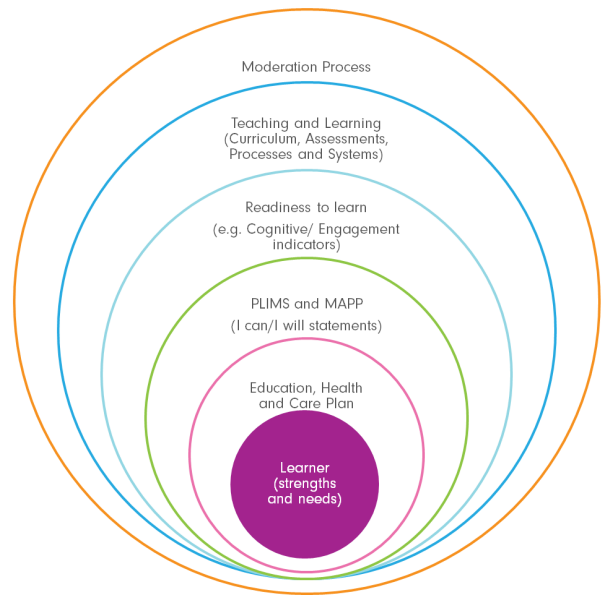 Moderation Process
Teaching and Learning
(Curriculum, Assessments,
Processes and Systems)
Readiness to learn
(e.g. Cognitive/ Engagement
indicators)
PLIMS and MAPP
(I can/I will statements)
Education, Health
and Care Plan
Learner
(strengths
and needs)